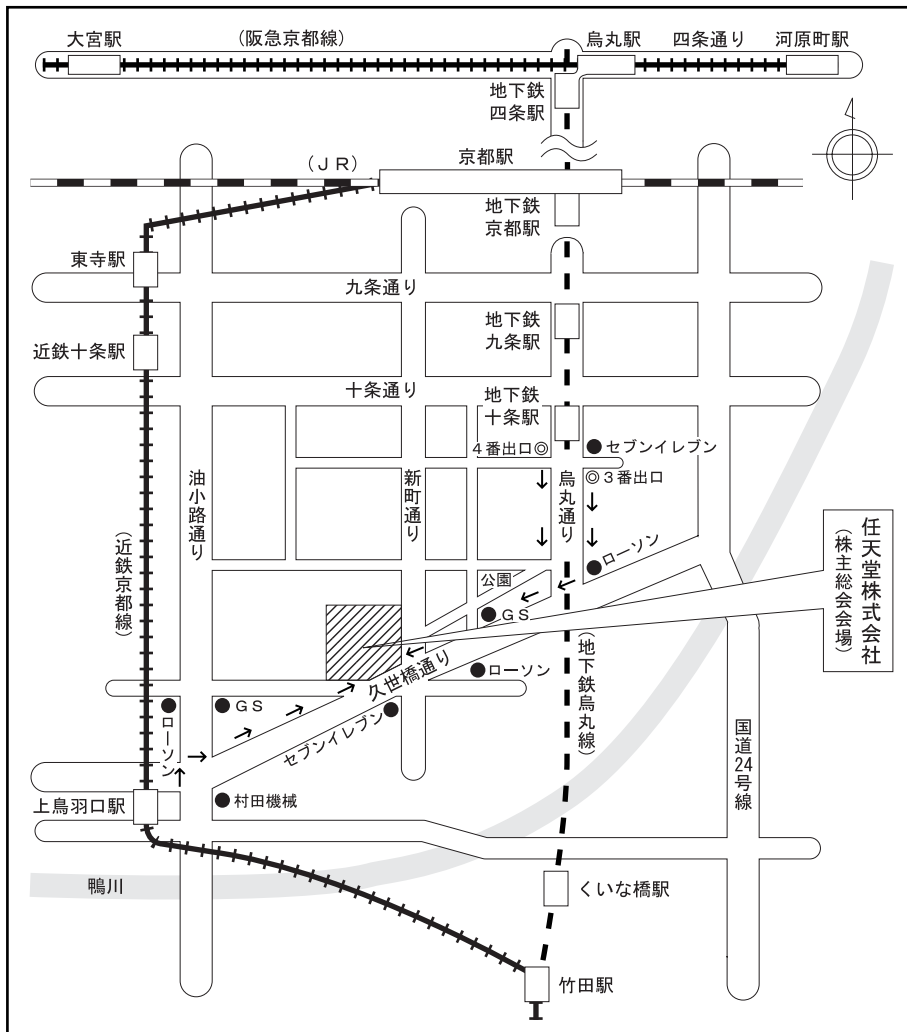 大宮駅
(阪急京都線)
烏丸駅
四条通り
河原町駅
地下鉄
四条駅
(JR)
京都駅
地下鉄
京都駅
東寺駅
九条通り
近鉄十条駅
地下鉄
九条駅
十条通り
地下鉄
十条駅
4番出口◎
セブンイレブン
◎3番出口
油小路通り
新町通り
烏丸通り
(近鉄京都線)
ローソン
公園
GS
任天堂株式会社
(株主総会会場)
久世橋通り
ローソン
(地下鉄烏丸線)
GS
ローソン
セブンイレブン
国道24号線
上鳥羽口駅
村田機械
鴨川
くいな橋駅
竹田駅